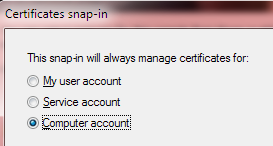 Certificates snap-in
This snap-in will always manage certificates for:
My user account
Service account
Computer account